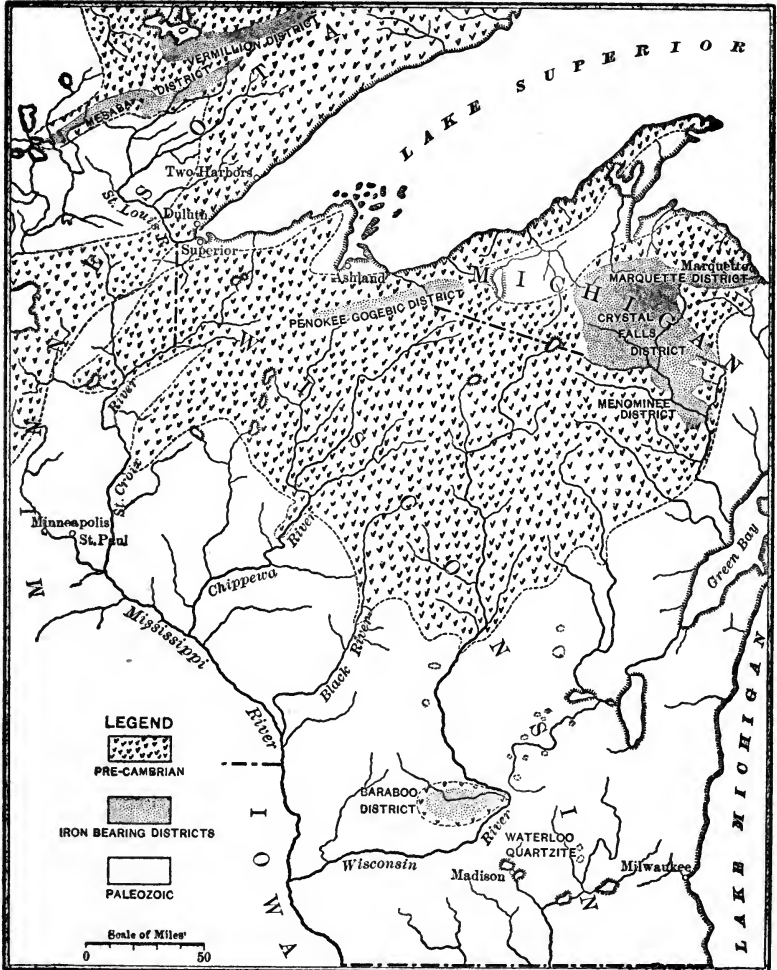 VERMILLION DISTRICT
MESABA DISTRICT
LAKE SUPERIOR
Two Harbors
St. Louis R.
Duluth
Superior
Ashland
MINNESOTA
MICHIGAN
Marquette
MARQUETTE DISTRICT
PENOKEE-GOGEBIC DISTRICT
CRYSTAL
FALLS
DISTRICT
MENOMINEE
DISTRICT
WISCONSIN
St. Croix River
Minneapolis
St. Paul
Chippewa River
Green Bay
Mississippi River
Black River
LAKE MICHIGAN
LEGEND
PRE-CAMBRIAN
IRON BEARING DISTRICTS
PALEOZOIC
Scale of Miles
0 50
IOWA
BARABOO
DISTRICT
Wisconsin River
WATERLOO
QUARTZITE
Madison
Milwaukee